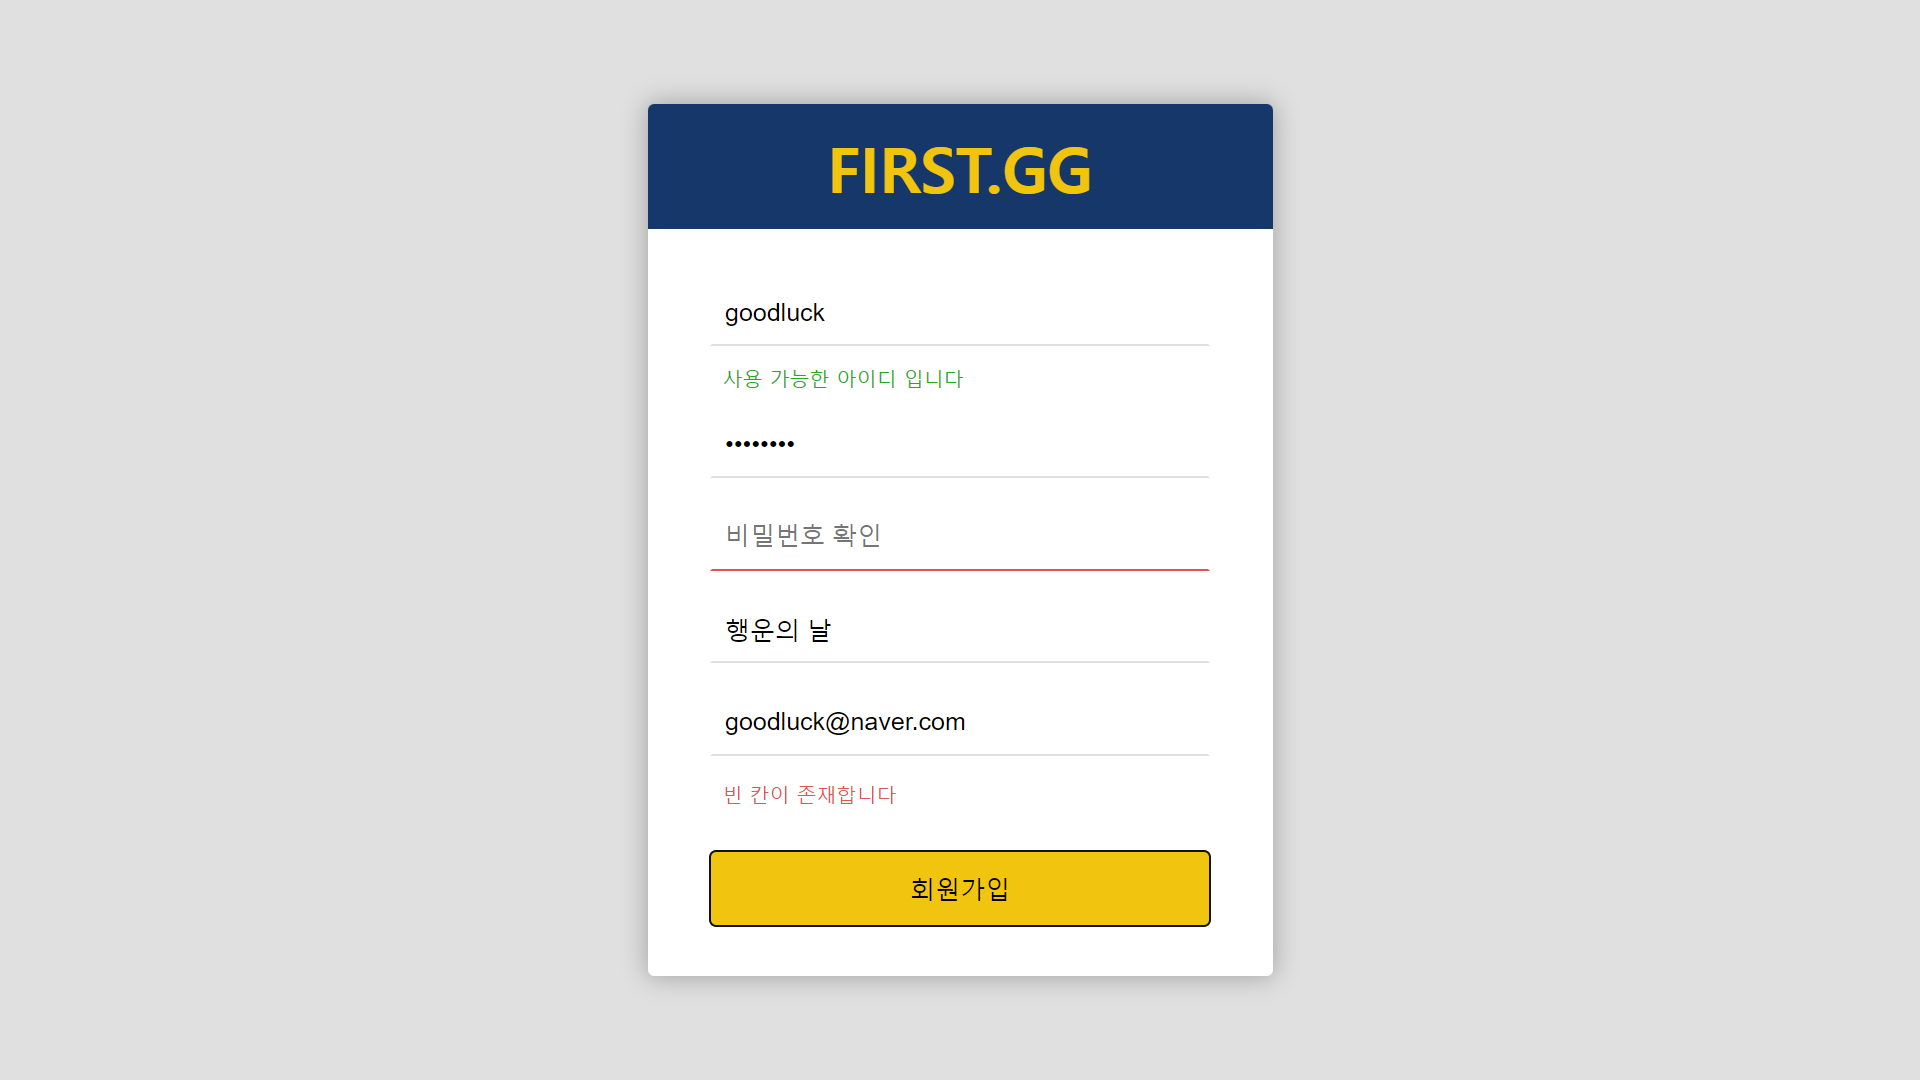 FIRST.GG
goodluck
사용 가능한 아이디 입니다
••••••••
비밀번호 확인
행운의 날
goodluck@naver.com
빈 칸이 존재합니다
회원가입